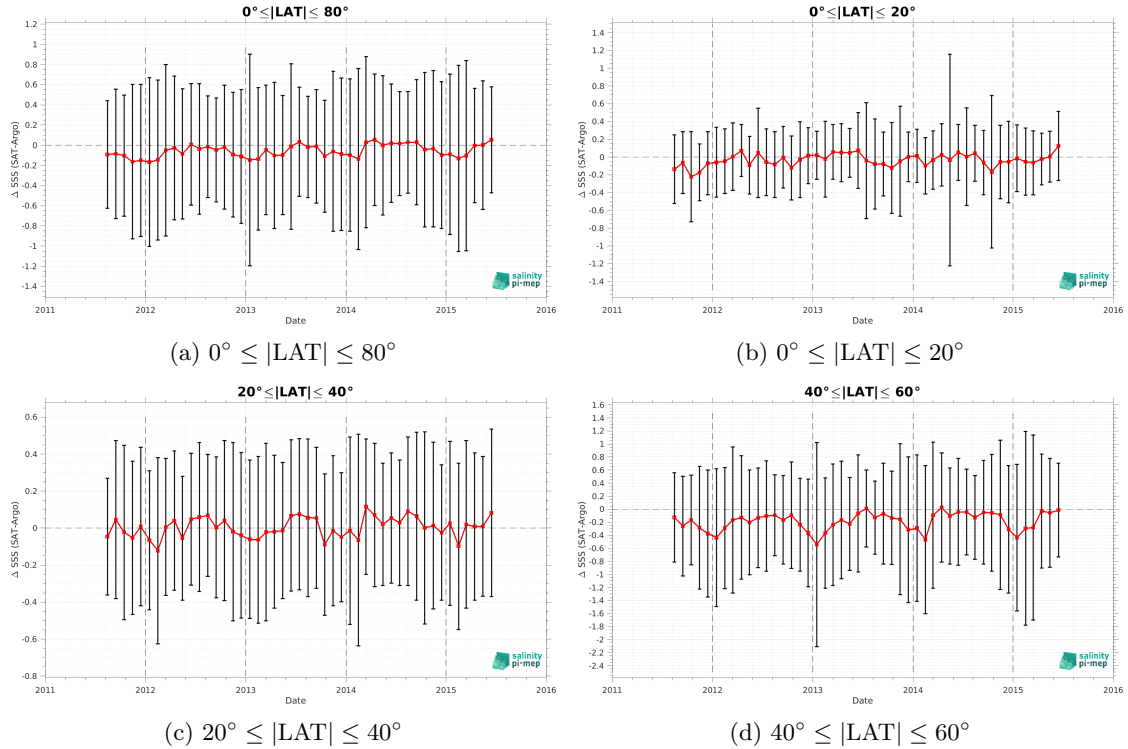 0°≤|LAT|≤ 80°
1.2
1
0.8
0.6
0.4
0.2
0
-0.2
-0.4
-0.6
-0.8
-1
-1.2
-1.4
Δ SSS (SAT-Argo)
2011 2012 2013 2014 2015 2016
Date
salinity
pi-mep
(a) 0° ≤ |LAT| ≤ 80°
0°≤|LAT|≤ 20°
1.4
1.2
1
0.8
0.6
0.4
0.2
0
-0.2
-0.4
-0.6
-0.8
-1
-1.2
-1.4
Δ SSS (SAT-Argo)
2011 2012 2013 2014 2015 2016
Date
salinity
pi-mep
(b) 0° ≤ |LAT| ≤ 20°
20°≤|LAT|≤ 40°
0.6
0.4
0.2
0
-0.2
-0.4
-0.6
-0.8
Δ SSS (SAT-Argo)
2011 2012 2013 2014 2015 2016
Date
salinity
pi-mep
(c) 20° ≤ |LAT| ≤ 40°
40°≤|LAT|≤ 60°
1.6
1.4
1.2
1
0.8
0.6
0.4
0.2
0
-0.2
-0.4
-0.6
-0.8
-1
-1.2
-1.4
-1.6
-1.8
-2
-2.2
-2.4
Δ SSS (SAT-Argo)
2011 2012 2013 2014 2015 2016
Date
salinity
pi-mep
(d) 40° ≤ |LAT| ≤ 60°